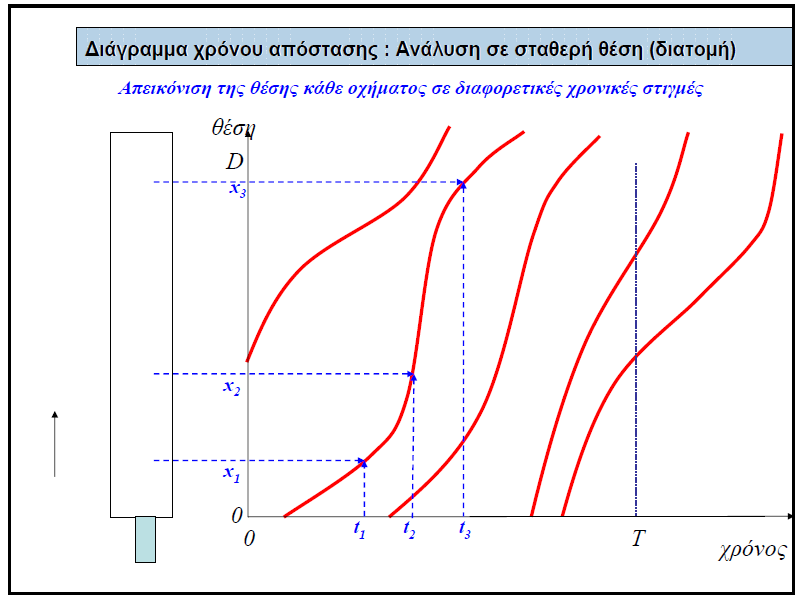 Διάγραμμα χρόνου απόστασης : Ανάλυση σε σταθερή θέση (διατομή)
Απεικόνιση της θέσης κάθε οχήματος σε διαφορετικές χρονικές στιγμές
θέση
D
x3
x2
x1
0
0
t1
t2
t3
T
χρόνος